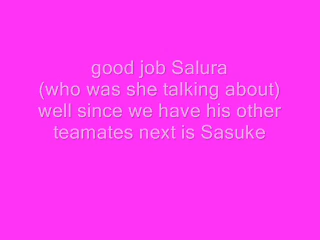 good job Salura
(who was she talking about)
well since we have his other
teamates next is Sasuke